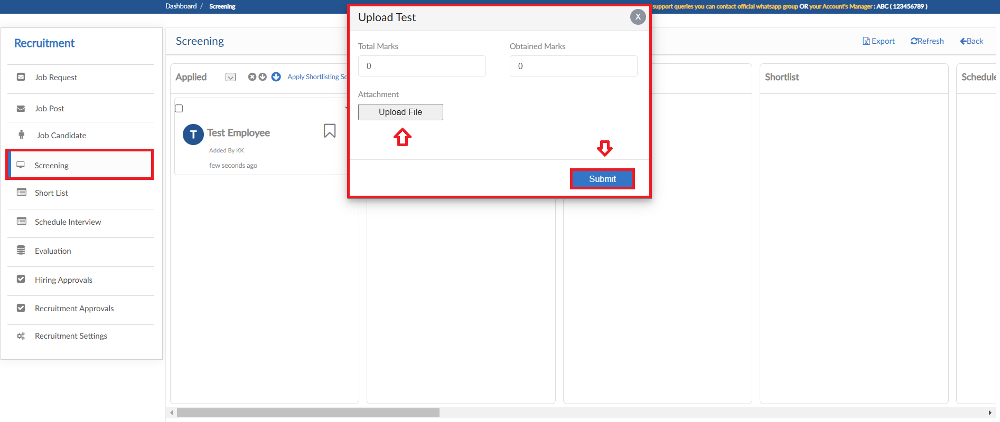 Dashboard / Screening
support queries you can contact official whatsapp group OR your Account's Manager : ABC ( 123456789 )
Recruitment
Job Request
Job Post
Job Candidate
Screening
Short List
Schedule Interview
Evaluation
Hiring Approvals
Recruitment Approvals
Recruitment Settings
Screening
Export Refresh Back
Applied Apply Shortlisting Sc
T Test Employee
Added By KK
few seconds ago
Upload Test X
Total Marks Obtained Marks
0 0
Attachment
Upload File
Submit
Shortlist
Schedule